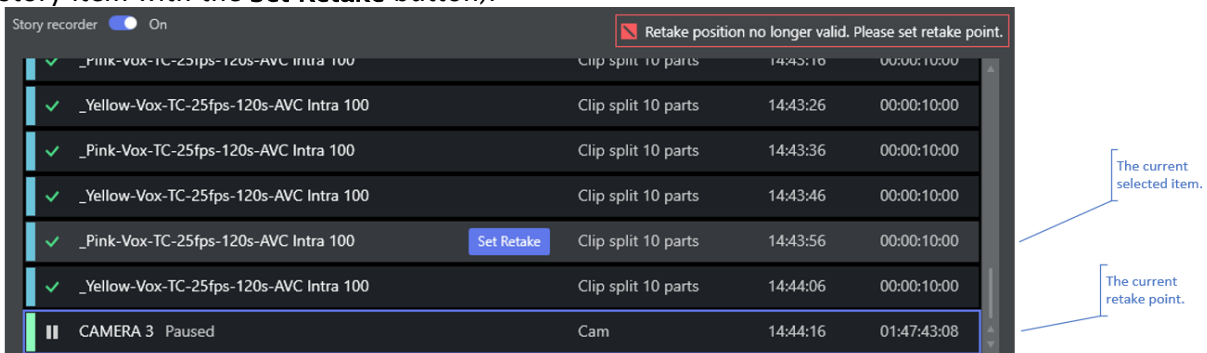 story item with the Set Retake button).
Story recorder On
Retake position no longer valid. Please set retake point.
_Pink-Vox-TC-25fps-120s-AVC Intra 100 Clip split 10 parts 14:43:16 00:00:10:00
_Yellow-Vox-TC-25fps-120s-AVC Intra 100 Clip split 10 parts 14:43:26 00:00:10:00
_Pink-Vox-TC-25fps-120s-AVC Intra 100 Clip split 10 parts 14:43:36 00:00:10:00
_Yellow-Vox-TC-25fps-120s-AVC Intra 100 Clip split 10 parts 14:43:46 00:00:10:00
_Pink-Vox-TC-25fps-120s-AVC Intra 100 Set Retake Clip split 10 parts 14:43:56 00:00:10:00
_Yellow-Vox-TC-25fps-120s-AVC Intra 100 Clip split 10 parts 14:44:06 00:00:10:00
CAMERA 3 Paused Cam 14:44:16 01:47:43:08
The current
selected item.
The current
retake point.